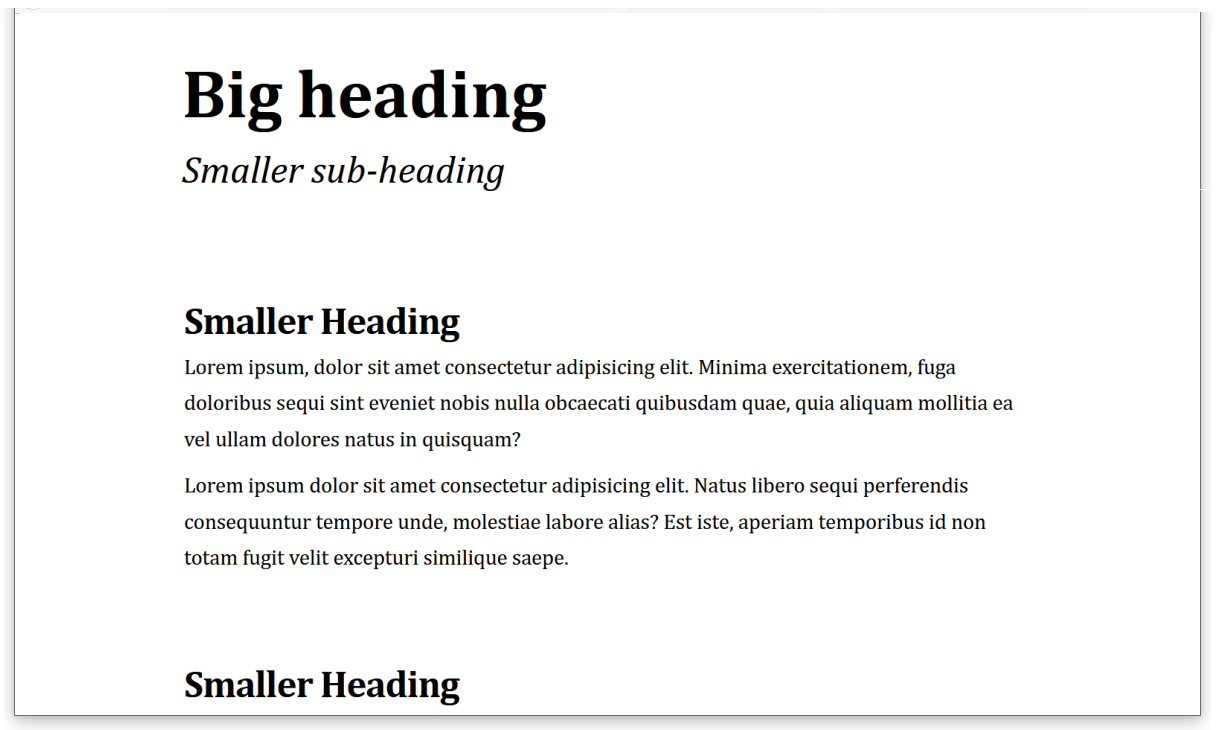 Big heading
Smaller sub-heading
Smaller Heading
Lorem ipsum, dolor sit amet consectetur adipisicing elit. Minima exercitationem, fuga
doloribus sequi sint eveniet nobis nulla obcaecati quibusdam quae, quia aliquam mollitia ea
vel ullam dolores natus in quisquam?
Lorem ipsum dolor sit amet consectetur adipisicing elit. Natus libero sequi perferendis
consequuntur tempore unde, molestiae labore alias? Est iste, aperiam temporibus id non
totam fugit velit excepturi similique saepe.
Smaller Heading